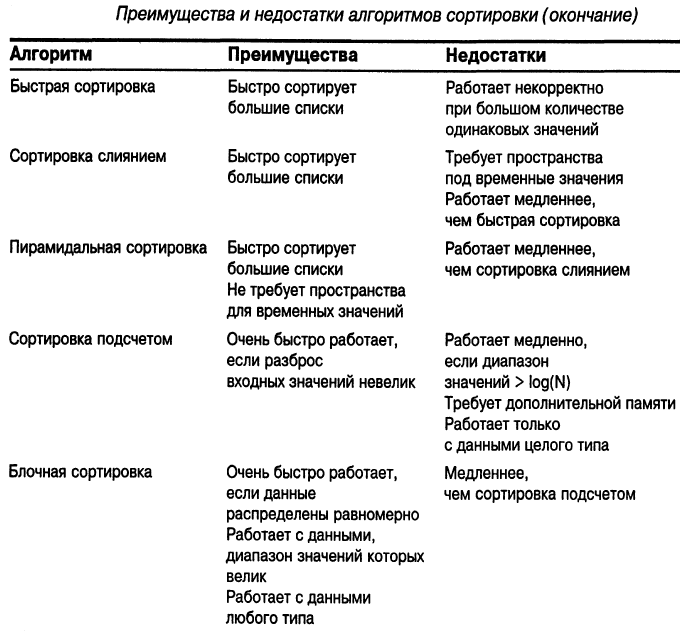 Преимущества и недостатки алгоритмов сортировки (окончание)
Алгоритм Преимущества Недостатки
Быстрая сортировка Быстро сортирует Работает некорректно
большие списки при большом количестве
одинаковых значений
Сортировка слиянием Быстро сортирует Требует пространства
большие списки под временные значения
Работает медленнее,
чем быстрая сортировка
Пирамидальная сортировка Быстро сортирует Работает медленнее,
большие списки чем сортировка слиянием
Не требует пространства
для временных значений
Сортировка подсчетом Очень быстро работает, Работает медленно,
если разброс если диапазон
входных значений невелик значений > log(N)
Требует дополнительной памяти
Работает только
с данными целого типа
Блочная сортировка Очень быстро работает, Медленнее,
если данные чем сортировка подсчетом
распределены равномерно
Работает с данными,
диапазон значений которых
велик
Работает с данными
любого типа